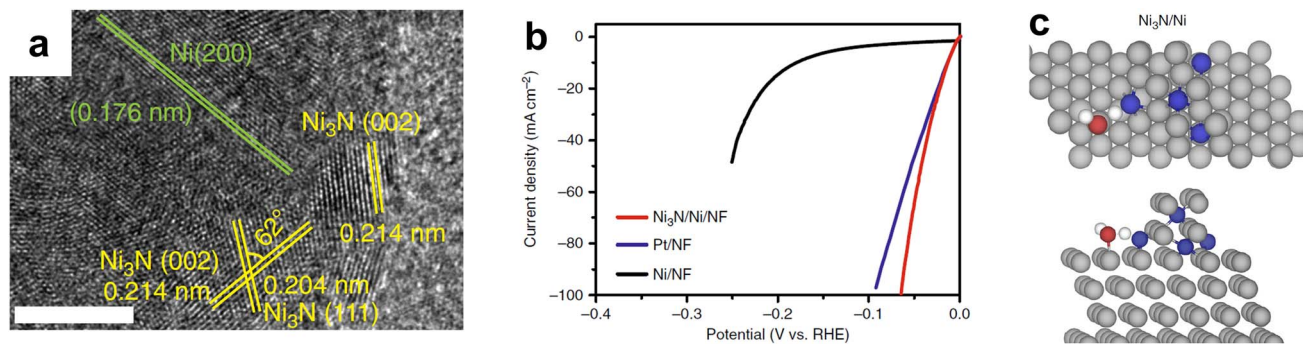 a
Ni(200)
(0.176 nm)
Ni₃N (002)
0.214 nm
62°
Ni₃N (002)
0.214 nm
0.204 nm
Ni₃N (111)
b
Current density (mA cm⁻²)
0
−20
−40
−60
−80
−100
Ni₃N/Ni/NF
Pt/NF
Ni/NF
−0.4
−0.3
−0.2
−0.1
0.0
Potential (V vs. RHE)
c
Ni₃N/Ni